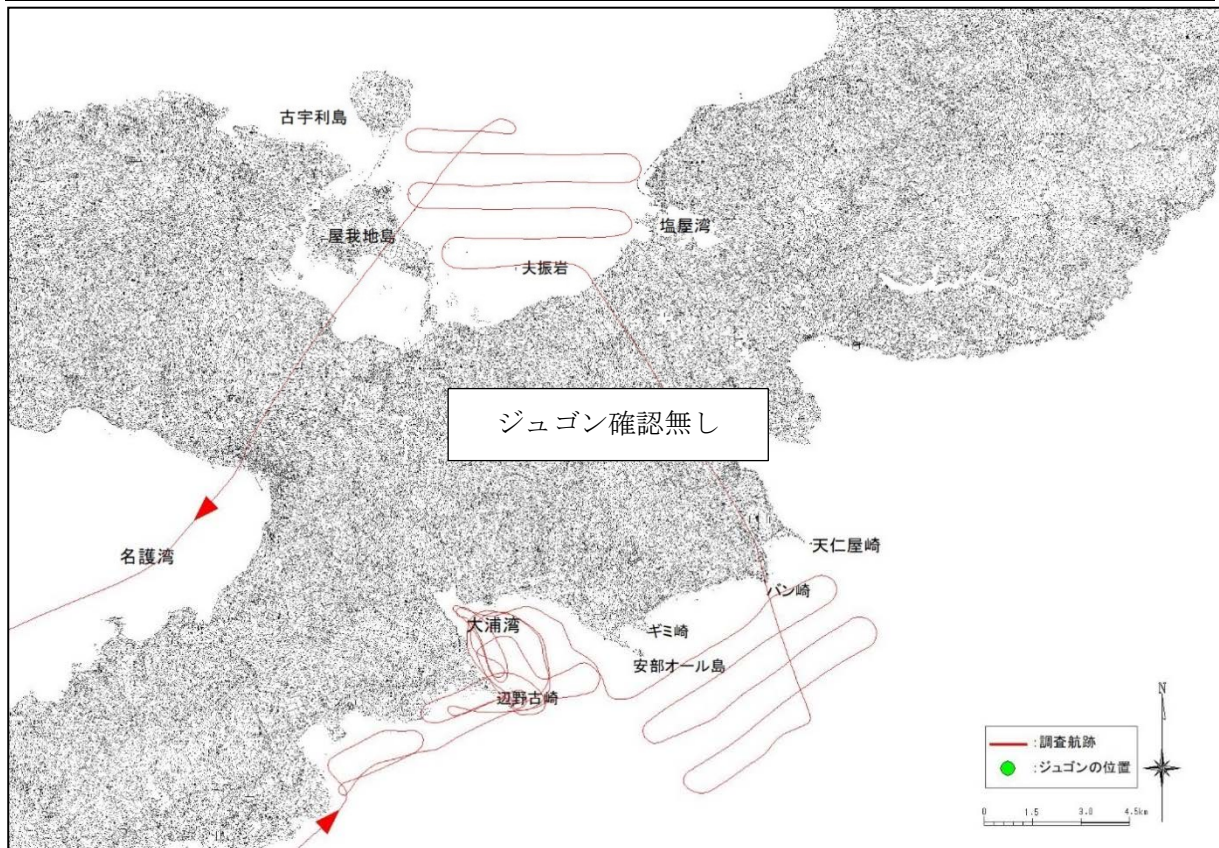 古宇利島
屋我地島
塩屋湾
夫振岩
ジュゴン確認無し
名護湾
天仁屋崎
バン崎
大浦湾
ギミ崎
安部オール島
辺野古崎
N
:調査航跡
:ジュゴンの位置
0 1.5 3.0 4.5km